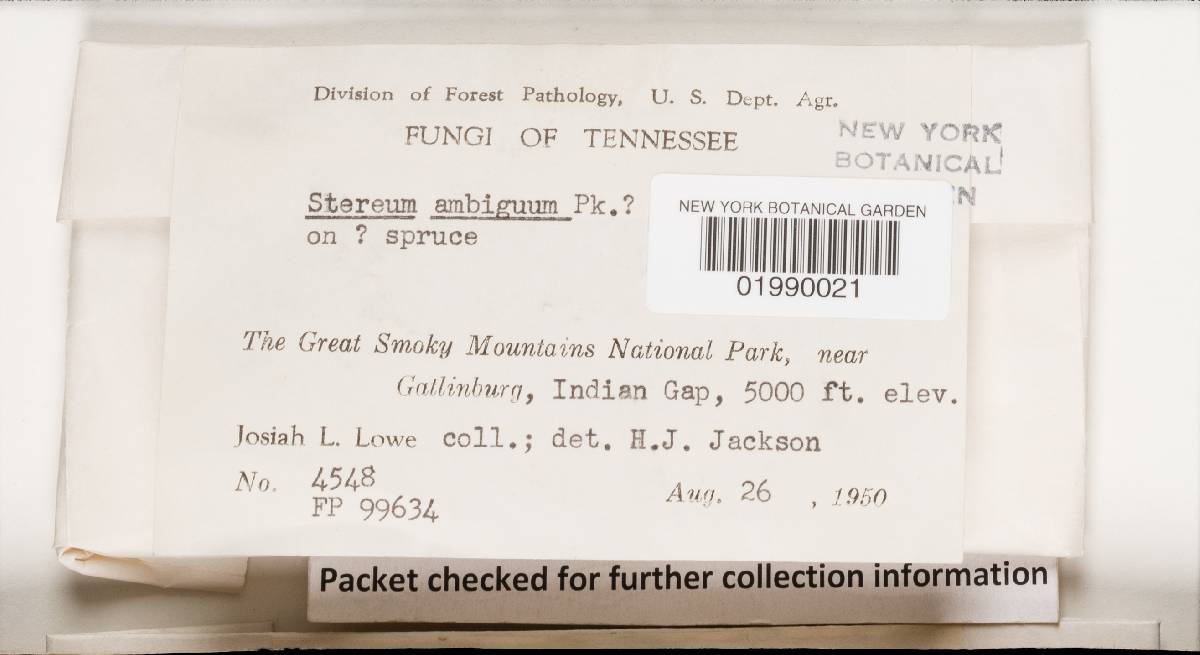 Division of Forest Pathology, U. S. Dept. Agr.
FUNGI OF TENNESSEE
NEW YORK
BOTANICAL
Stereum ambiguum Pk.?
on ? spruce
NEW YORK BOTANICAL GARDEN
01990021
The Great Smoky Mountains National Park, near
Gatlinburg, Indian Gap, 5000 ft. elev.
Josiah L. Lowe coll.; det. H.J. Jackson
No. 4548
FP 99634
Aug. 26, 1950
Packet checked for further collection information